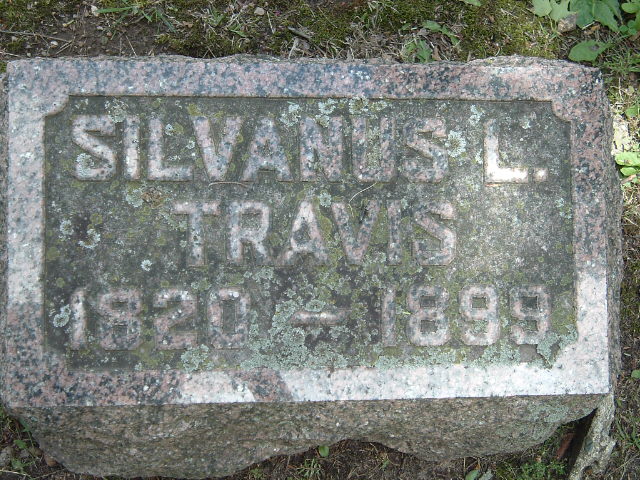 SILVANUS L.
TRAVIS
1820 – 1899